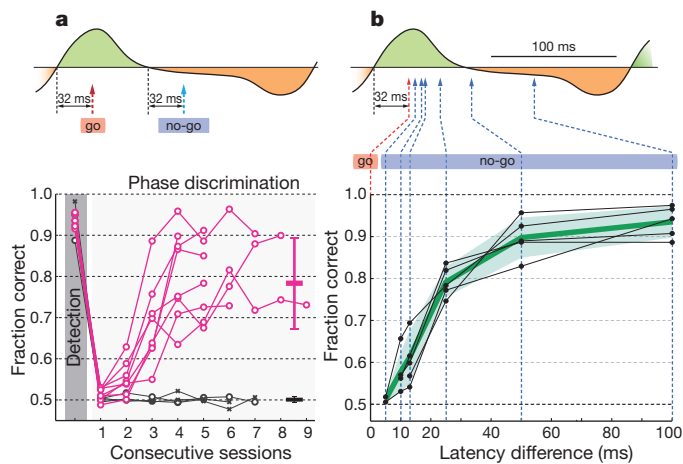 a
32 ms
32 ms
go
no-go
Phase discrimination
1.0
0.9
0.8
0.7
0.6
0.5
Fraction correct
Detection
1 2 3 4 5 6 7 8 9
Consecutive sessions
b
100 ms
32 ms
go
no-go
1.0
0.9
0.8
0.7
0.6
0.5
Fraction correct
0 20 40 60 80 100
Latency difference (ms)